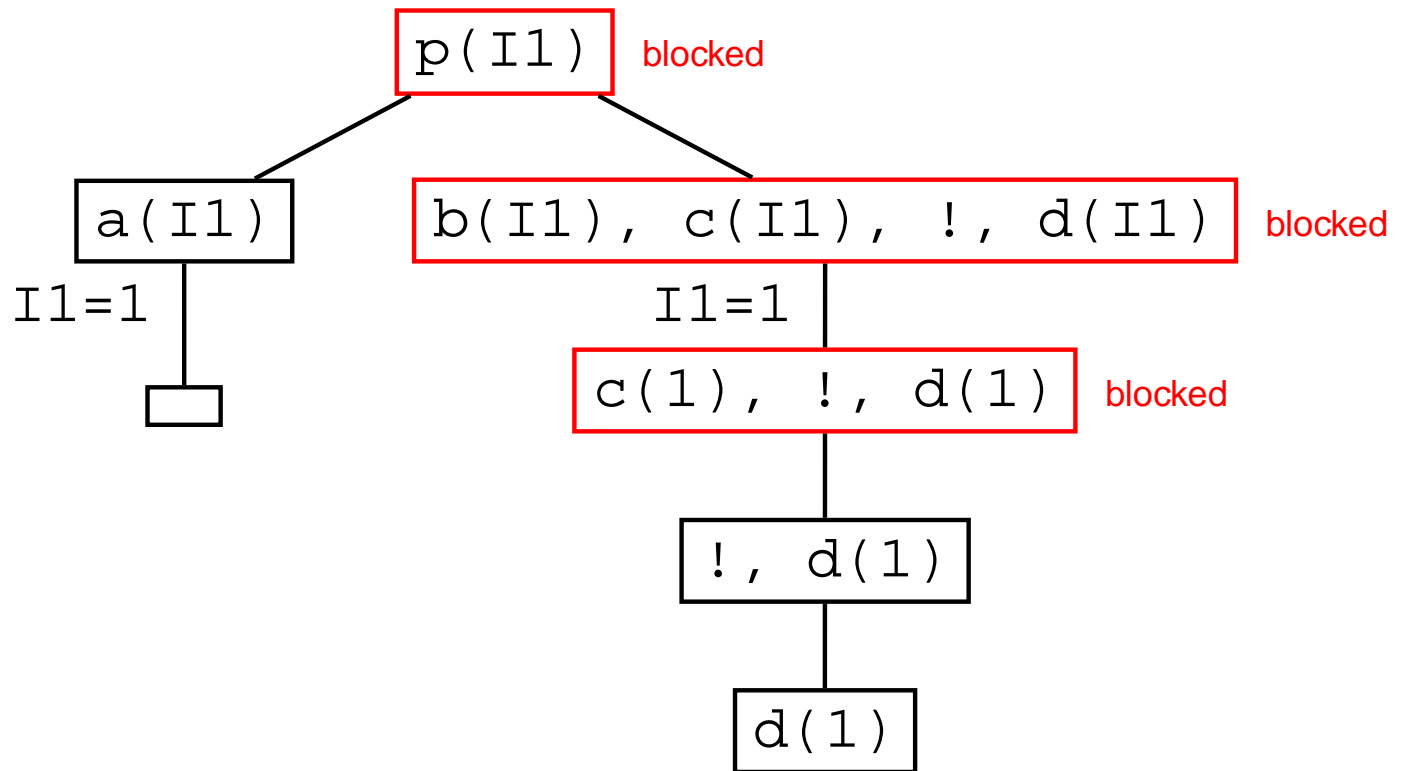 p(I1) blocked
a(I1) b(I1), c(I1), !, d(I1) blocked
I1=1 I1=1
c(1), !, d(1) blocked
!, d(1)
d(1)